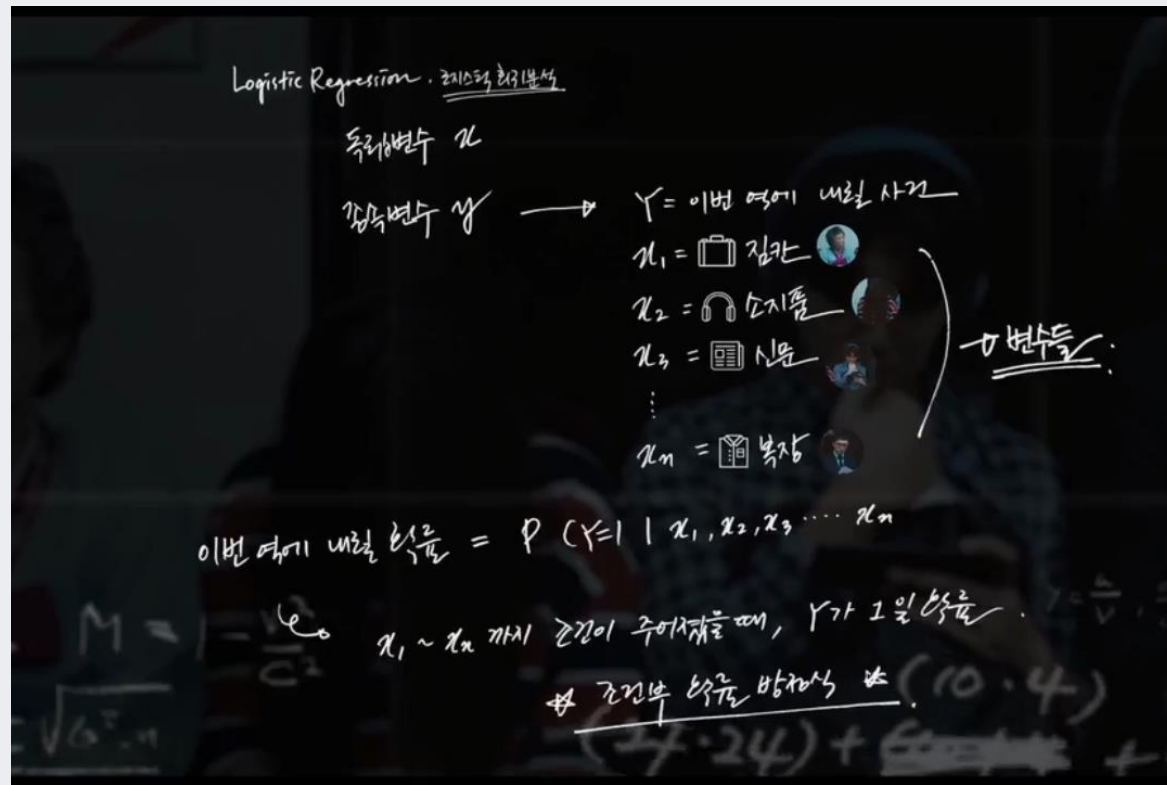 Logistic Regression. 로지스틱 회귀분석
독립변수 x
종속변수 y → Y = 이번 역에 내릴 사건
x₁ = 짐칸
x₂ = 소지품
x₃ = 신문
→ 변수들.
⋮
xₙ = 복장
이번 역에 내릴 확률 = P (Y=1 | x₁, x₂, x₃ ···· xₙ
x₁ ~ xₙ 까지 조건이 주어졌을때, Y가 1일 확률.
☆ 조건부 확률 방정식 ☆.
M = 1 -
C²
(10·4)
(24·24) +